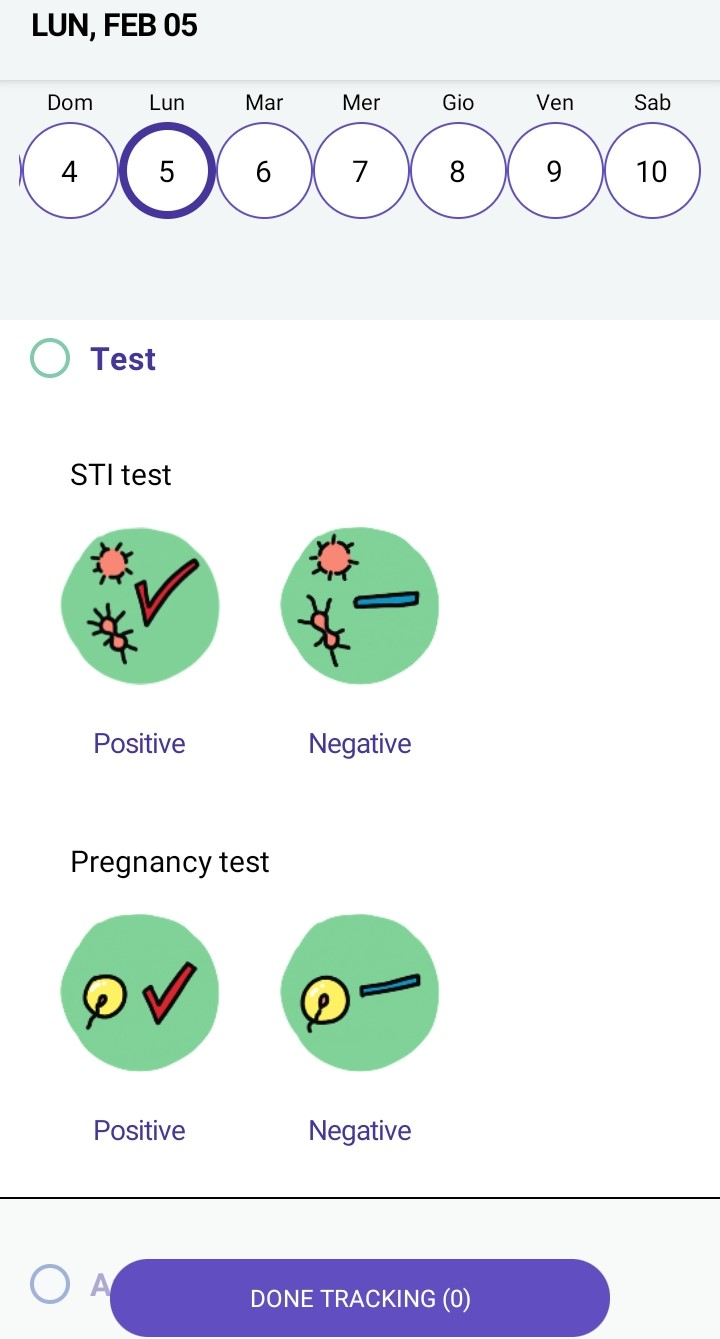 LUN, FEB 05
Dom Lun Mar Mer Gio Ven Sab
4 5 6 7 8 9 10
Test
STI test
Positive Negative
Pregnancy test
Positive Negative
A
DONE TRACKING (0)